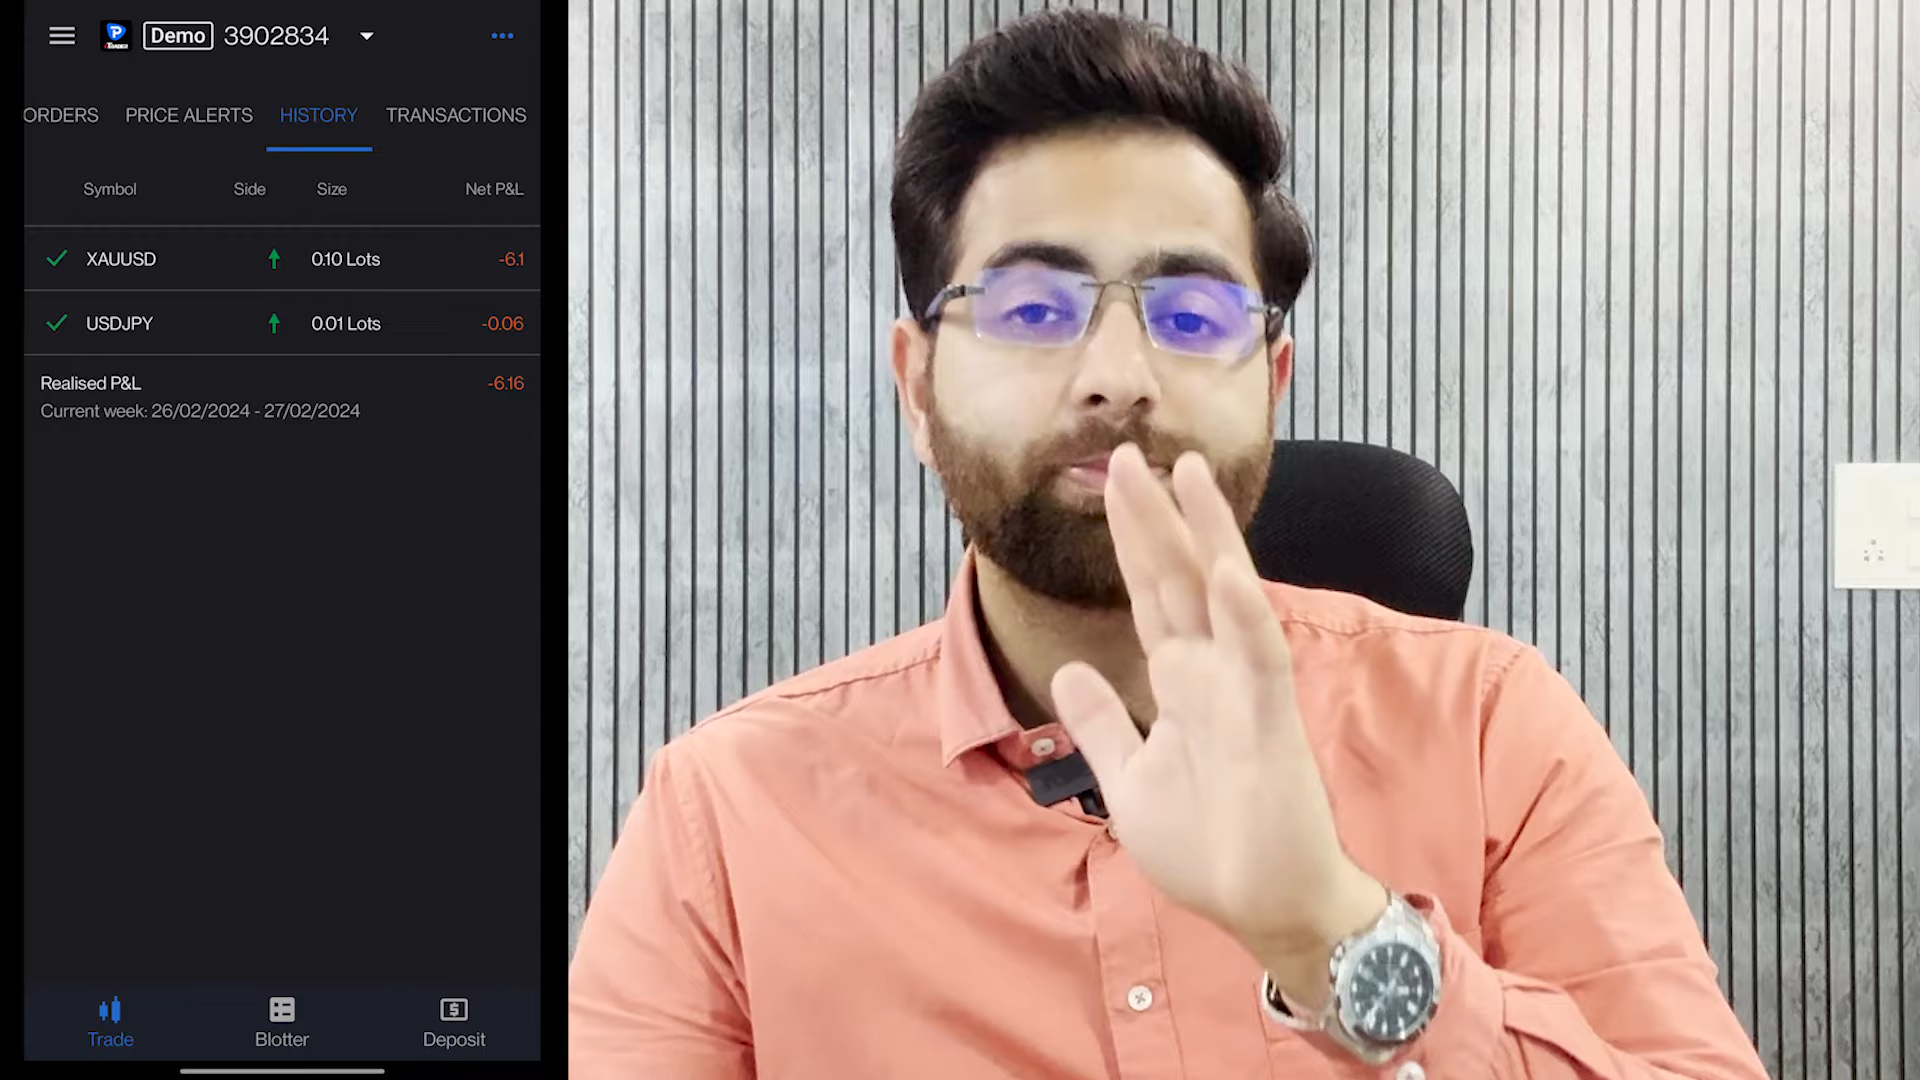 P
TRADER
Demo 3902834
ORDERS PRICE ALERTS HISTORY TRANSACTIONS
Symbol Side Size Net P&L
XAUUSD 0.10 Lots -6.1
USDJPY 0.01 Lots -0.06
Realised P&L -6.16
Current week: 26/02/2024 - 27/02/2024
Trade Blotter Deposit